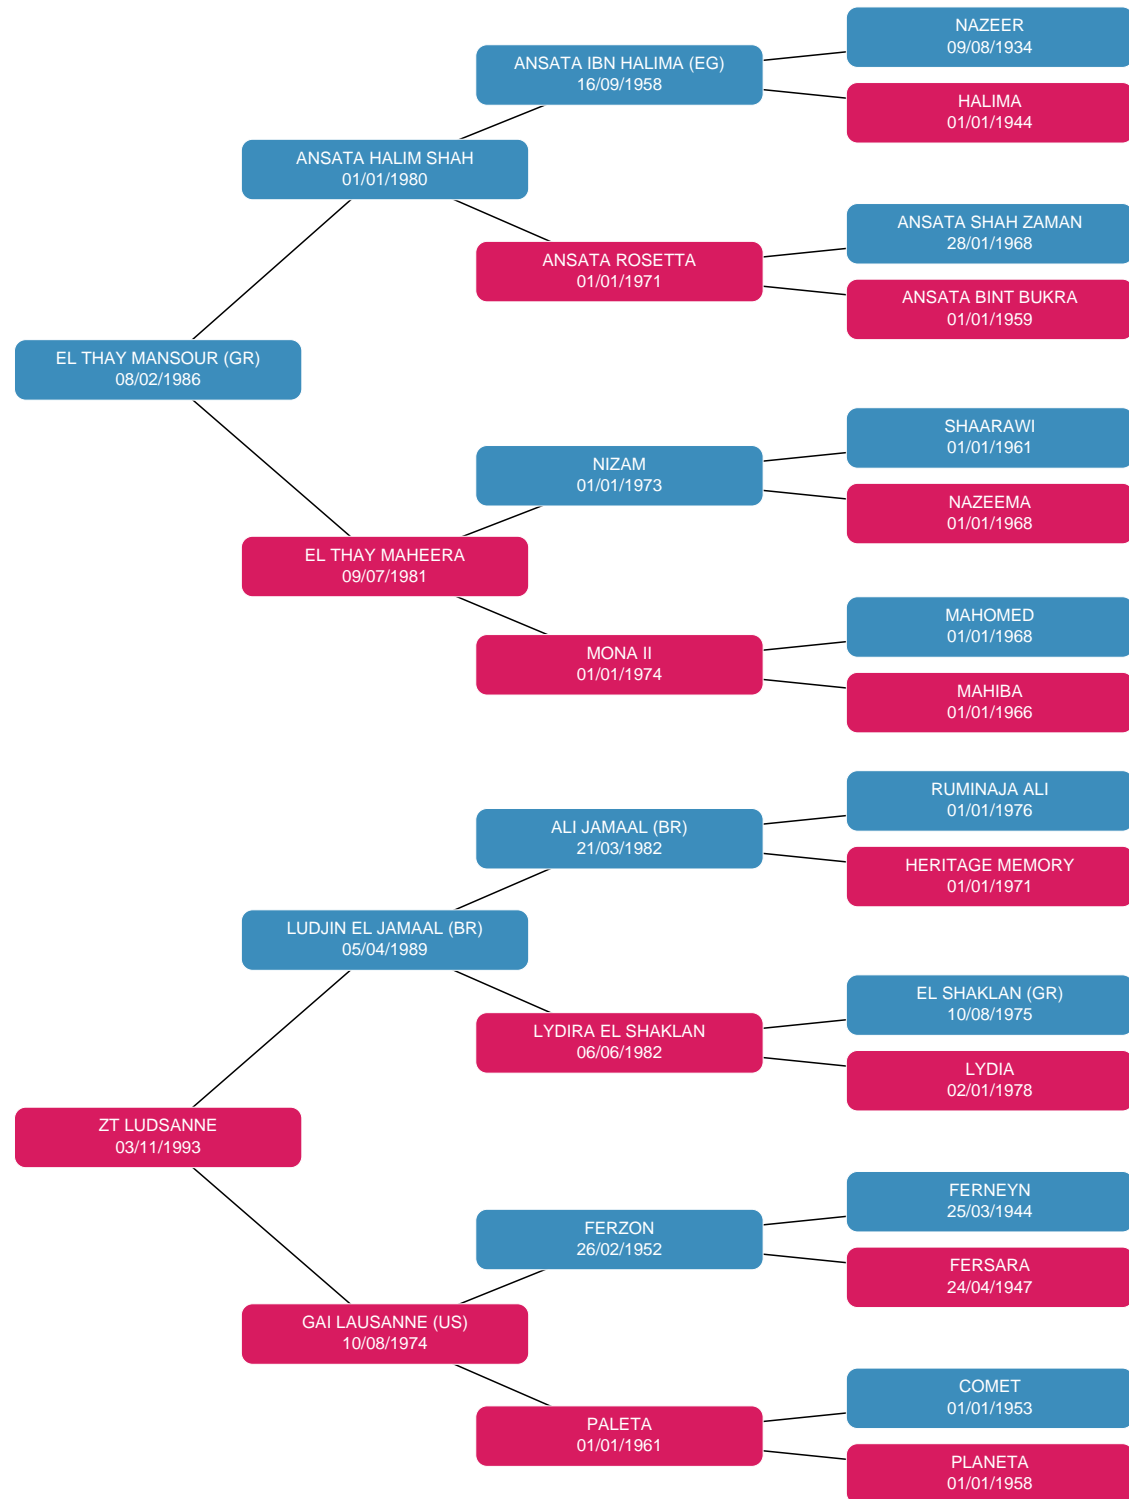 NAZEER
09/08/1934
ANSATA IBN HALIMA (EG)
16/09/1958
HALIMA
01/01/1944
ANSATA HALIM SHAH
01/01/1980
ANSATA SHAH ZAMAN
28/01/1968
ANSATA ROSETTA
01/01/1971
ANSATA BINT BUKRA
01/01/1959
EL THAY MANSOUR (GR)
08/02/1986
SHAARAWI
01/01/1961
NIZAM
01/01/1973
NAZEEMA
01/01/1968
EL THAY MAHEERA
09/07/1981
MAHOMED
01/01/1968
MONA II
01/01/1974
MAHIBA
01/01/1966
RUMINAJA ALI
01/01/1976
ALI JAMAAL (BR)
21/03/1982
HERITAGE MEMORY
01/01/1971
LUDJIN EL JAMAAL (BR)
05/04/1989
EL SHAKLAN (GR)
10/08/1975
LYDIRA EL SHAKLAN
06/06/1982
LYDIA
02/01/1978
ZT LUDSANNE
03/11/1993
FERNEYN
25/03/1944
FERZON
26/02/1952
FERSARA
24/04/1947
GAI LAUSANNE (US)
10/08/1974
COMET
01/01/1953
PALETA
01/01/1961
PLANETA
01/01/1958